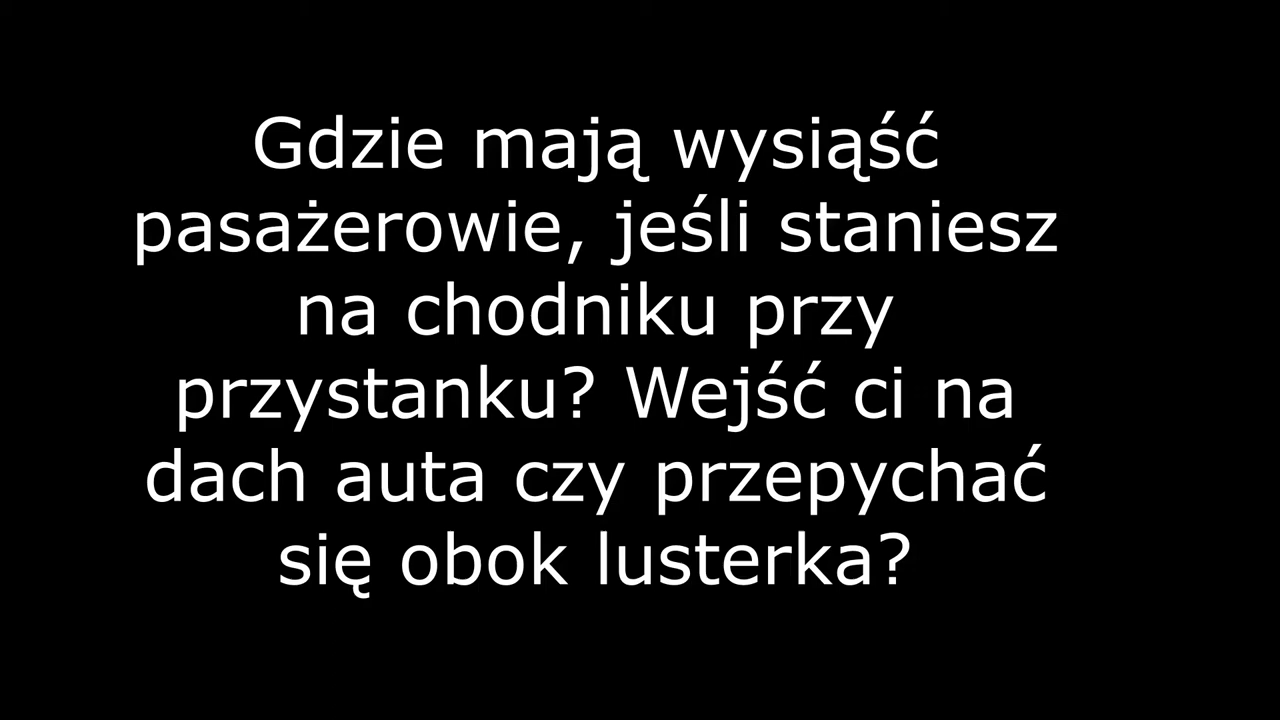 Gdzie mają wysiąść
pasażerowie, jeśli staniesz
na chodniku przy
przystanku? Wejść ci na
dach auta czy przepychać
się obok lusterka?